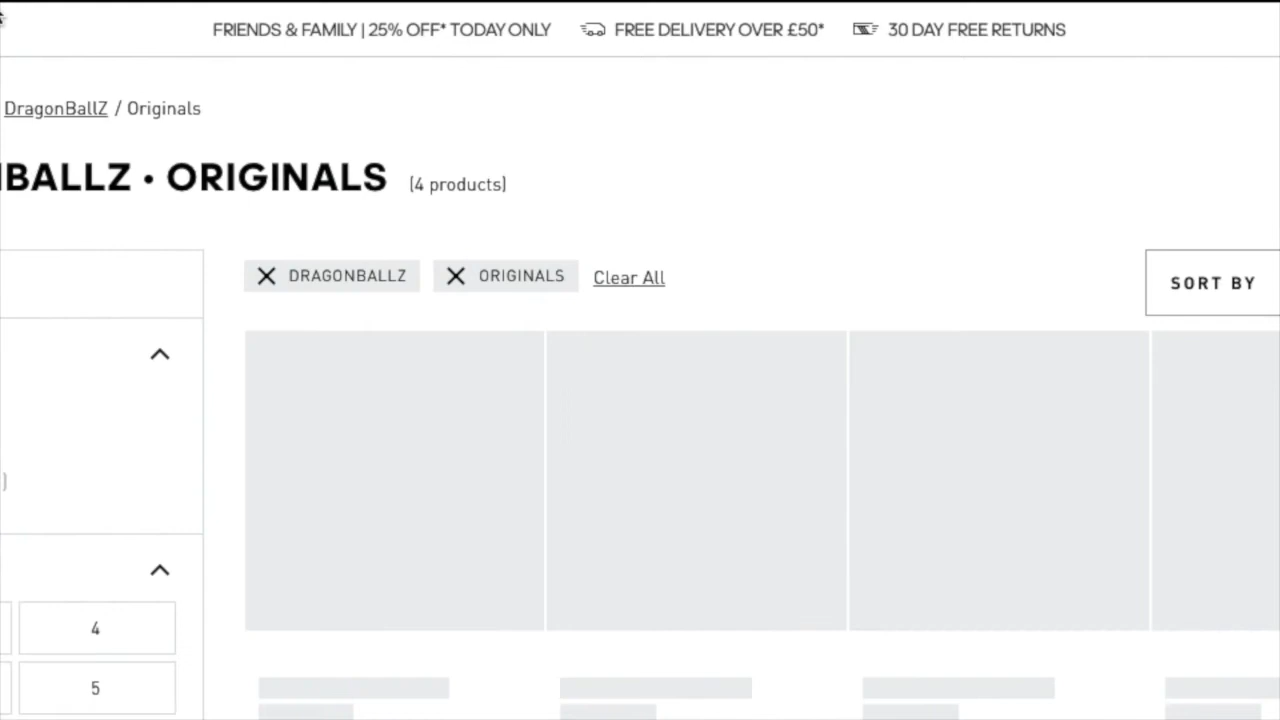 FRIENDS & FAMILY | 25% OFF* TODAY ONLY FREE DELIVERY OVER £50* 30 DAY FREE RETURNS
DragonBallZ / Originals
BALLZ • ORIGINALS [4 products]
DRAGONBALLZ ORIGINALS Clear All
SORT BY
4
5